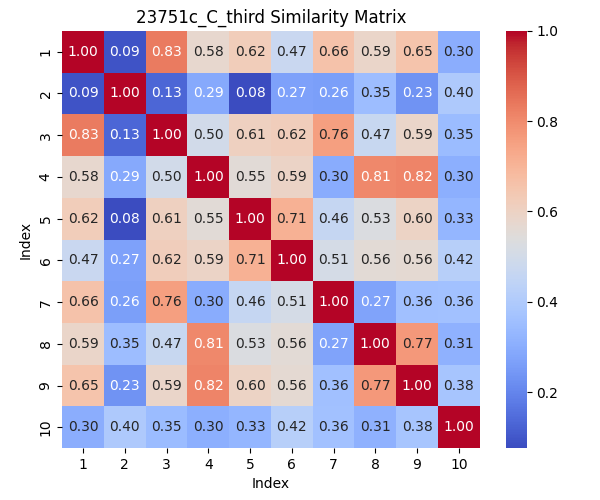 23751c_C_third Similarity Matrix
1 1.00 0.09 0.83 0.58 0.62 0.47 0.66 0.59 0.65 0.30
2 0.09 1.00 0.13 0.29 0.08 0.27 0.26 0.35 0.23 0.40
3 0.83 0.13 1.00 0.50 0.61 0.62 0.76 0.47 0.59 0.35
4 0.58 0.29 0.50 1.00 0.55 0.59 0.30 0.81 0.82 0.30
5 0.62 0.08 0.61 0.55 1.00 0.71 0.46 0.53 0.60 0.33
6 0.47 0.27 0.62 0.59 0.71 1.00 0.51 0.56 0.56 0.42
7 0.66 0.26 0.76 0.30 0.46 0.51 1.00 0.27 0.36 0.36
8 0.59 0.35 0.47 0.81 0.53 0.56 0.27 1.00 0.77 0.31
9 0.65 0.23 0.59 0.82 0.60 0.56 0.36 0.77 1.00 0.38
10 0.30 0.40 0.35 0.30 0.33 0.42 0.36 0.31 0.38 1.00
1 2 3 4 5 6 7 8 9 10
Index
Index
1.0
0.8
0.6
0.4
0.2